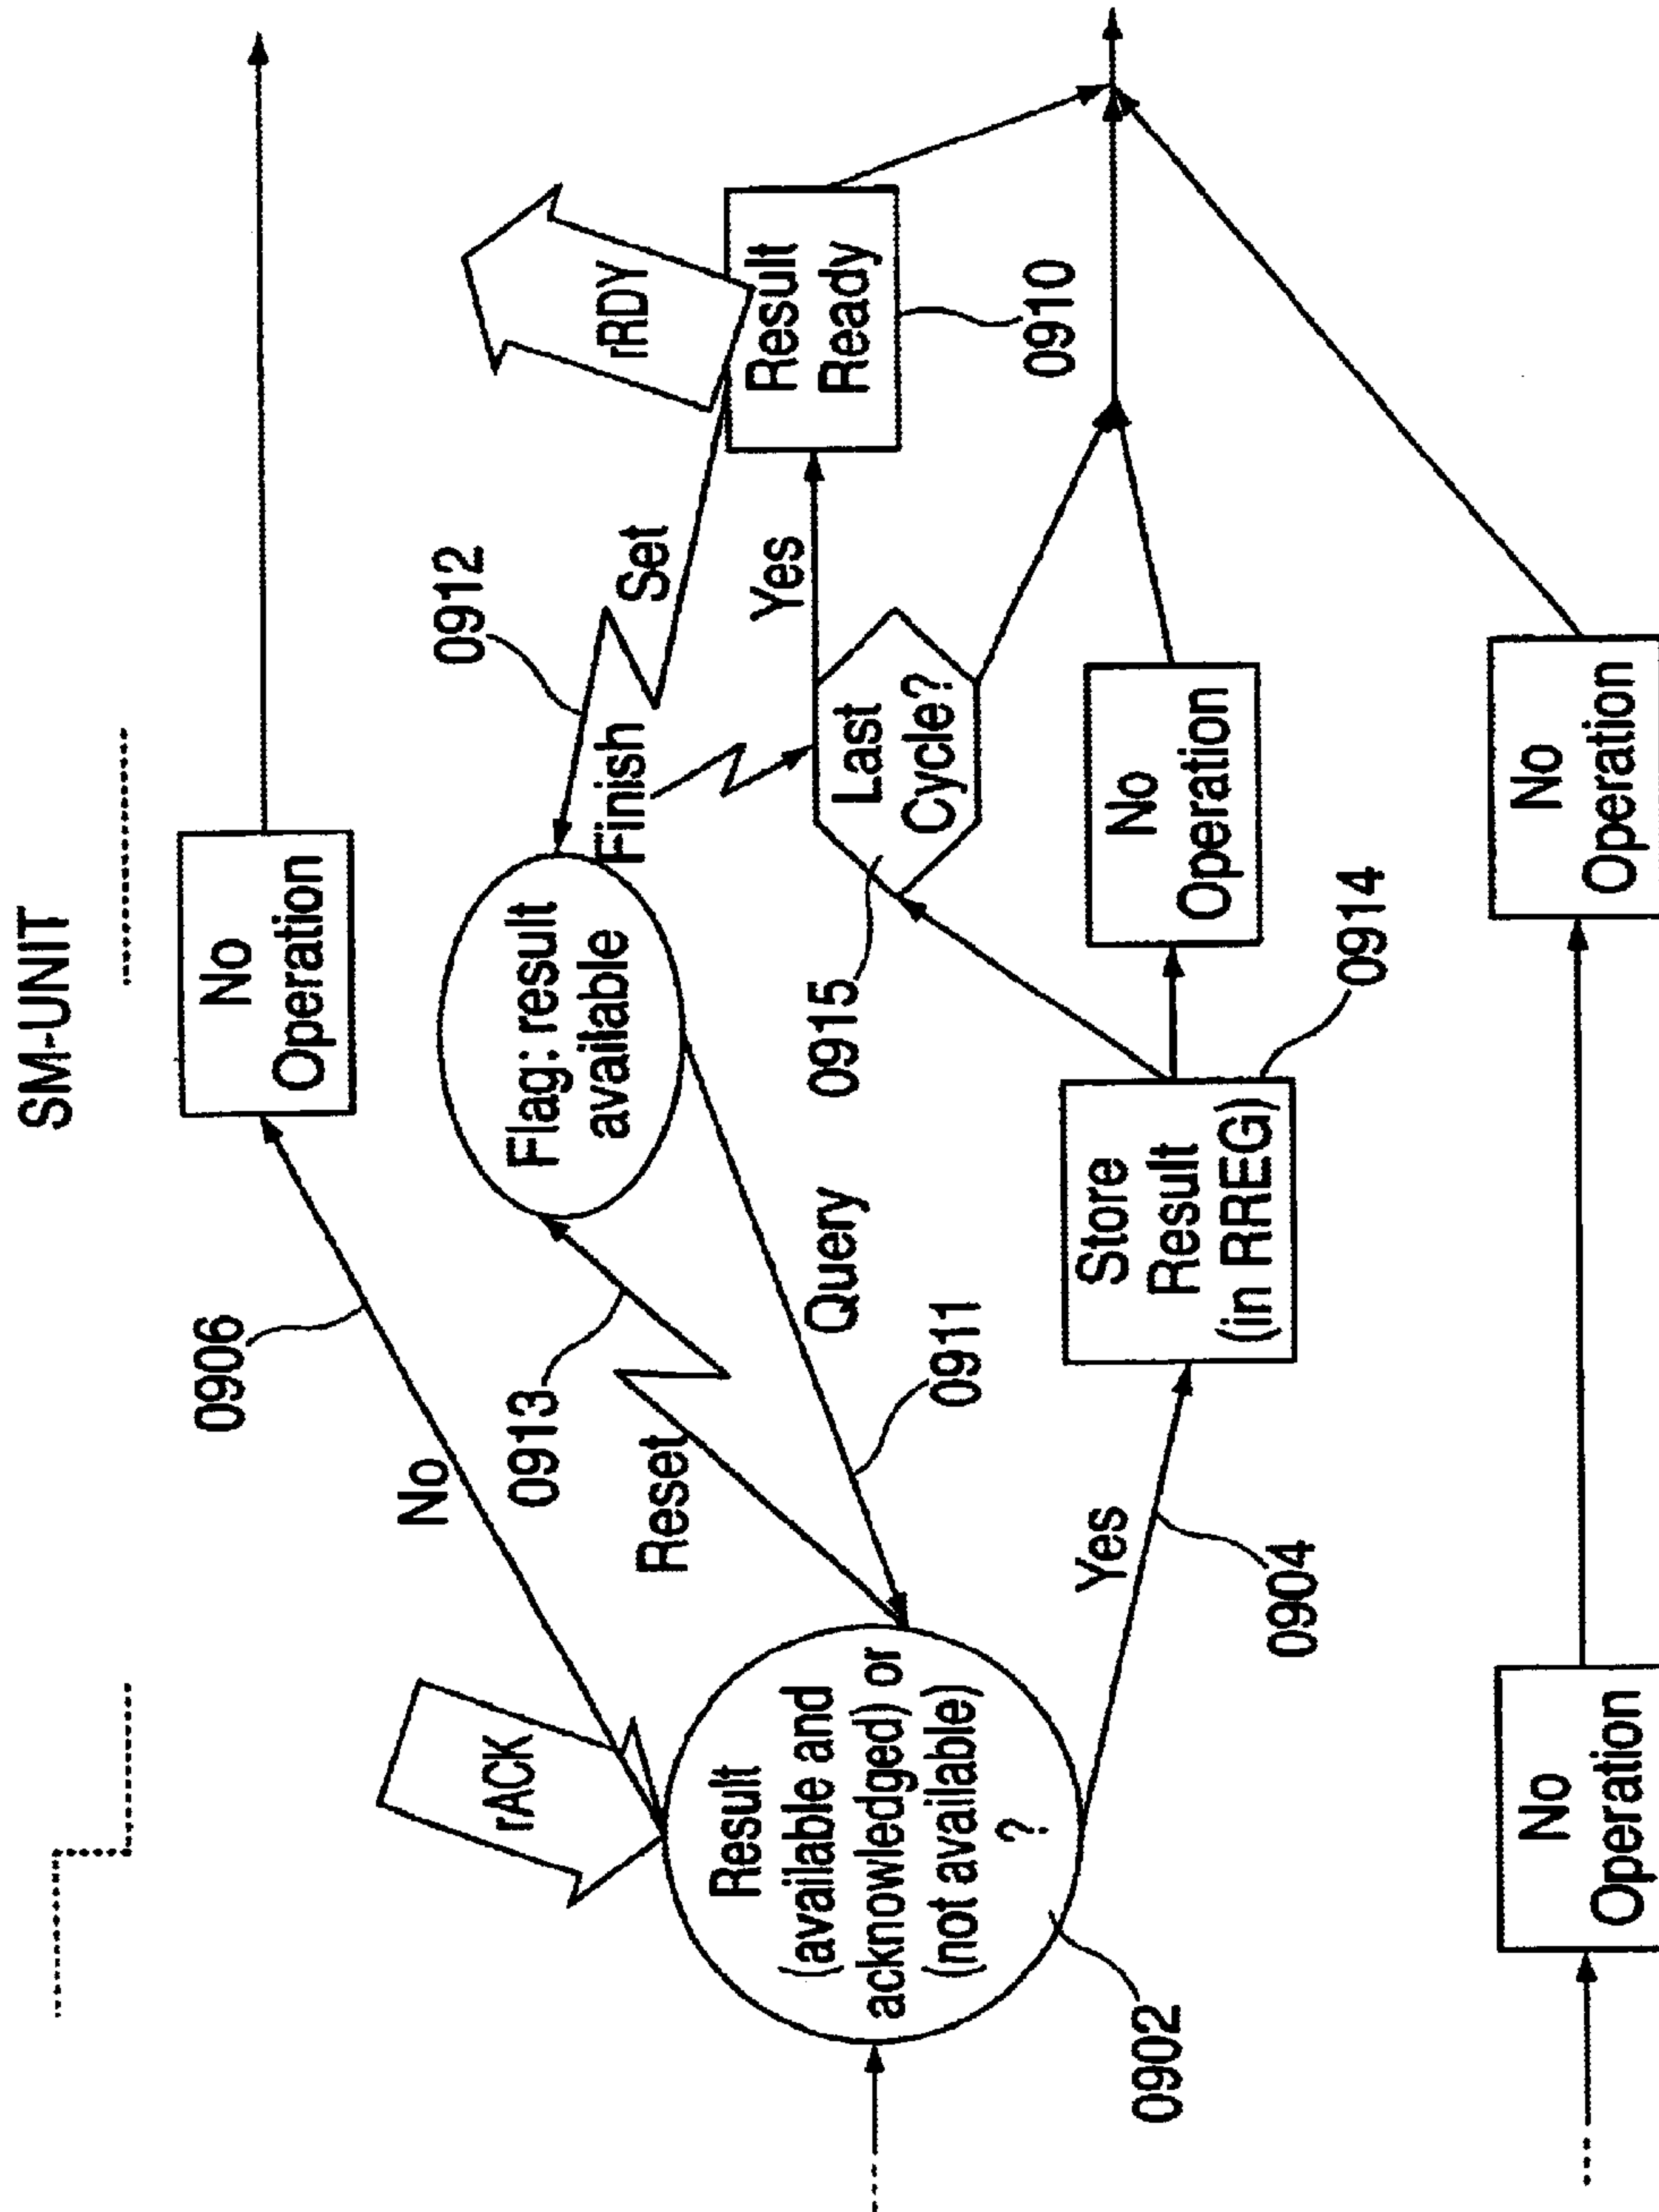 SM-UNIT
No
Operation
0906
No
rACK
Flag: result
available
0912
Set
rRDY
0913
Reset
Finish
Query
0911
Result
(available and
acknowledged) or
(not available)
?
0902
Last
Cycle?
0915
Yes
Result
Ready
0910
Yes
0904
Store
Result
(in RREG)
0914
No
Operation
No
Operation
No
Operation